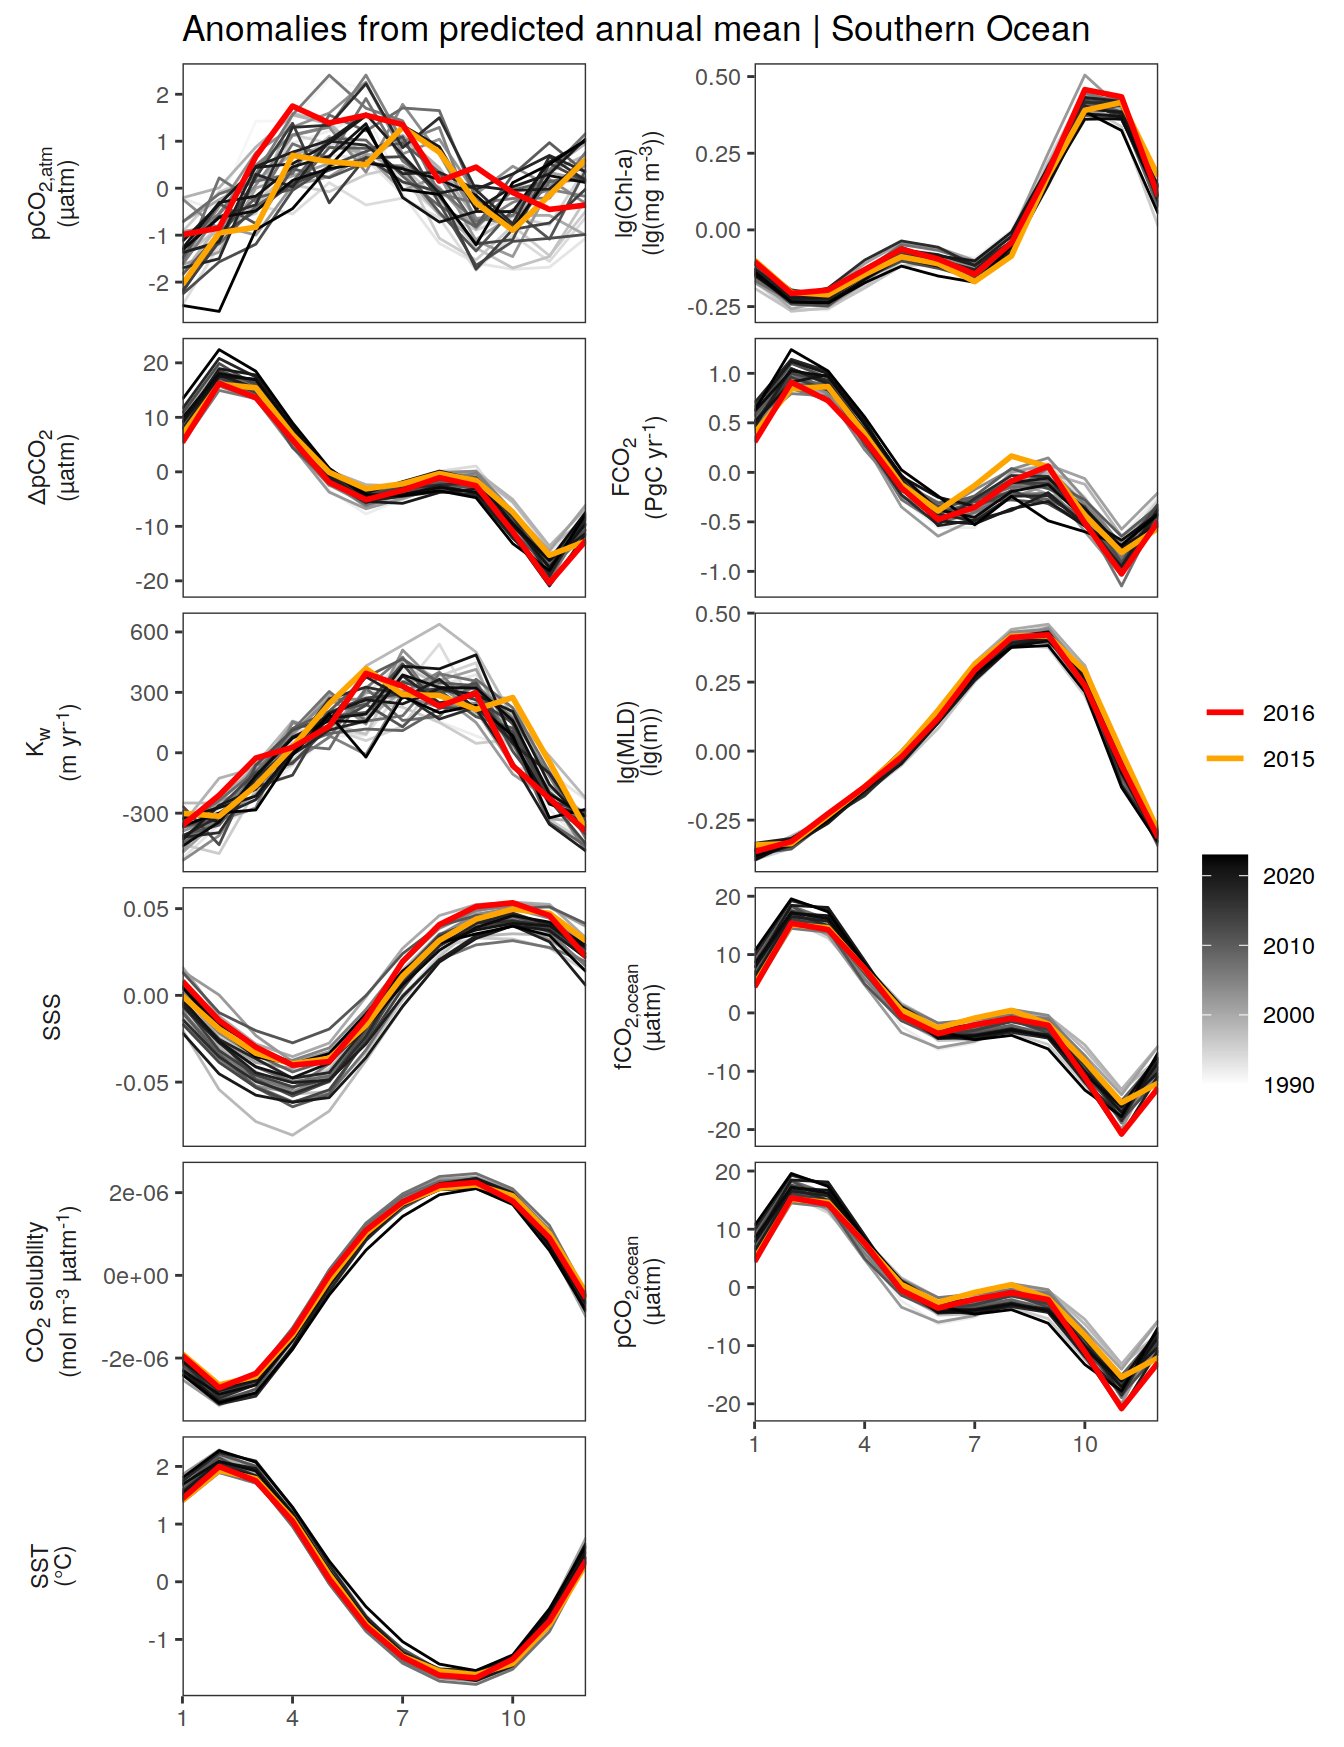 Anomalies from predicted annual mean | Southern Ocean
pCO2,atm
(µatm)
2
1
0
-1
-2
lg(Chl-a)
(lg(mg m-3))
0.50
0.25
0.00
-0.25
ΔpCO2
(µatm)
20
10
0
-10
-20
FCO2
(PgC yr-1)
1.0
0.5
0.0
-0.5
-1.0
Kw
(m yr-1)
600
300
0
-300
lg(MLD)
(lg(m))
0.50
0.25
0.00
-0.25
SSS
0.05
0.00
-0.05
fCO2,ocean
(µatm)
20
10
0
-10
-20
CO2 solubility
(mol m-3 µatm-1)
2e-06
0e+00
-2e-06
pCO2,ocean
(µatm)
20
10
0
-10
-20
1 4 7 10
SST
(°C)
2
1
0
-1
1 4 7 10
2016
2015
2020
2010
2000
1990